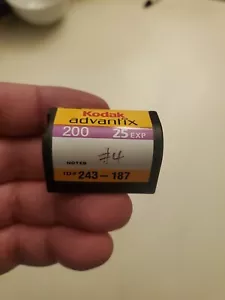 Kodak
advantix
200 25 EXP
NOTES #4
ID# 243-187